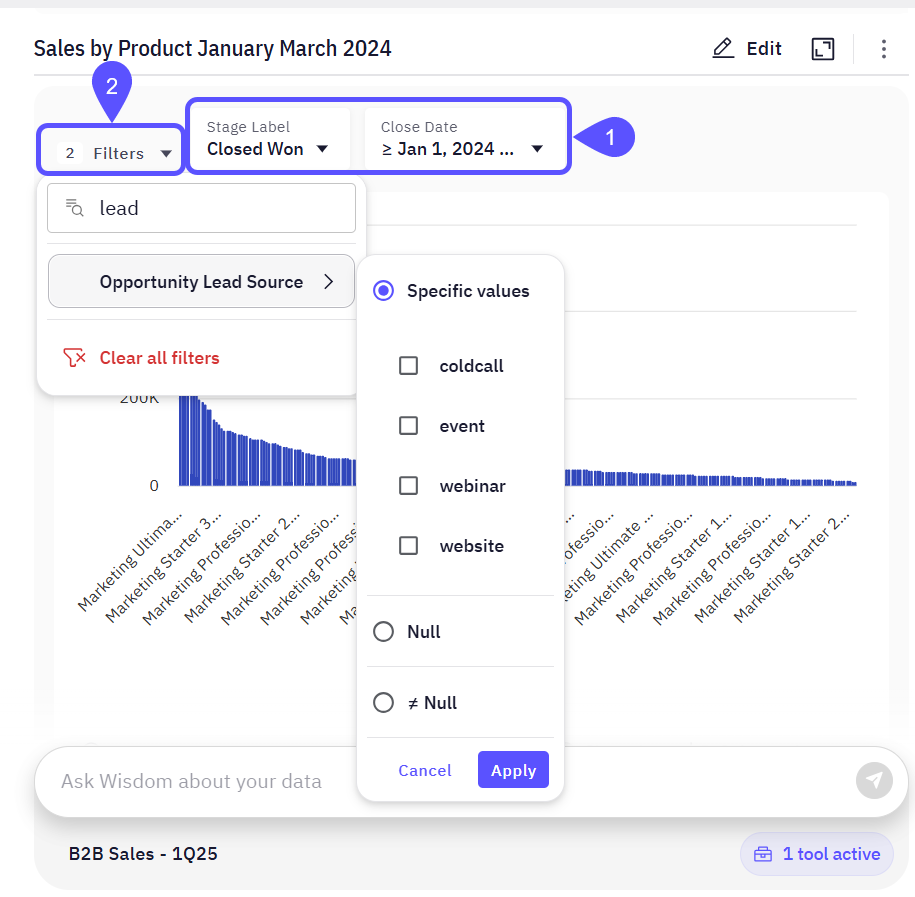 Sales by Product January March 2024
Edit
2
Stage Label
Closed Won
Close Date
≥ Jan 1, 2024 ...
1
2 Filters
lead
Opportunity Lead Source
Clear all filters
Specific values
coldcall
event
webinar
website
Null
≠ Null
Cancel
Apply
200K
0
Marketing Ultima...
Marketing Starter 3...
Marketing Professio...
Marketing Starter 2...
Marketing Professio...
Marketing Profess
Marketing
Ma
ofessio...
eting Ultimate ...
Marketing Professio...
Marketing Starter 1...
Marketing Professio...
Marketing Starter 1...
Marketing Starter 2...
Ask Wisdom about your data
B2B Sales - 1Q25
1 tool active